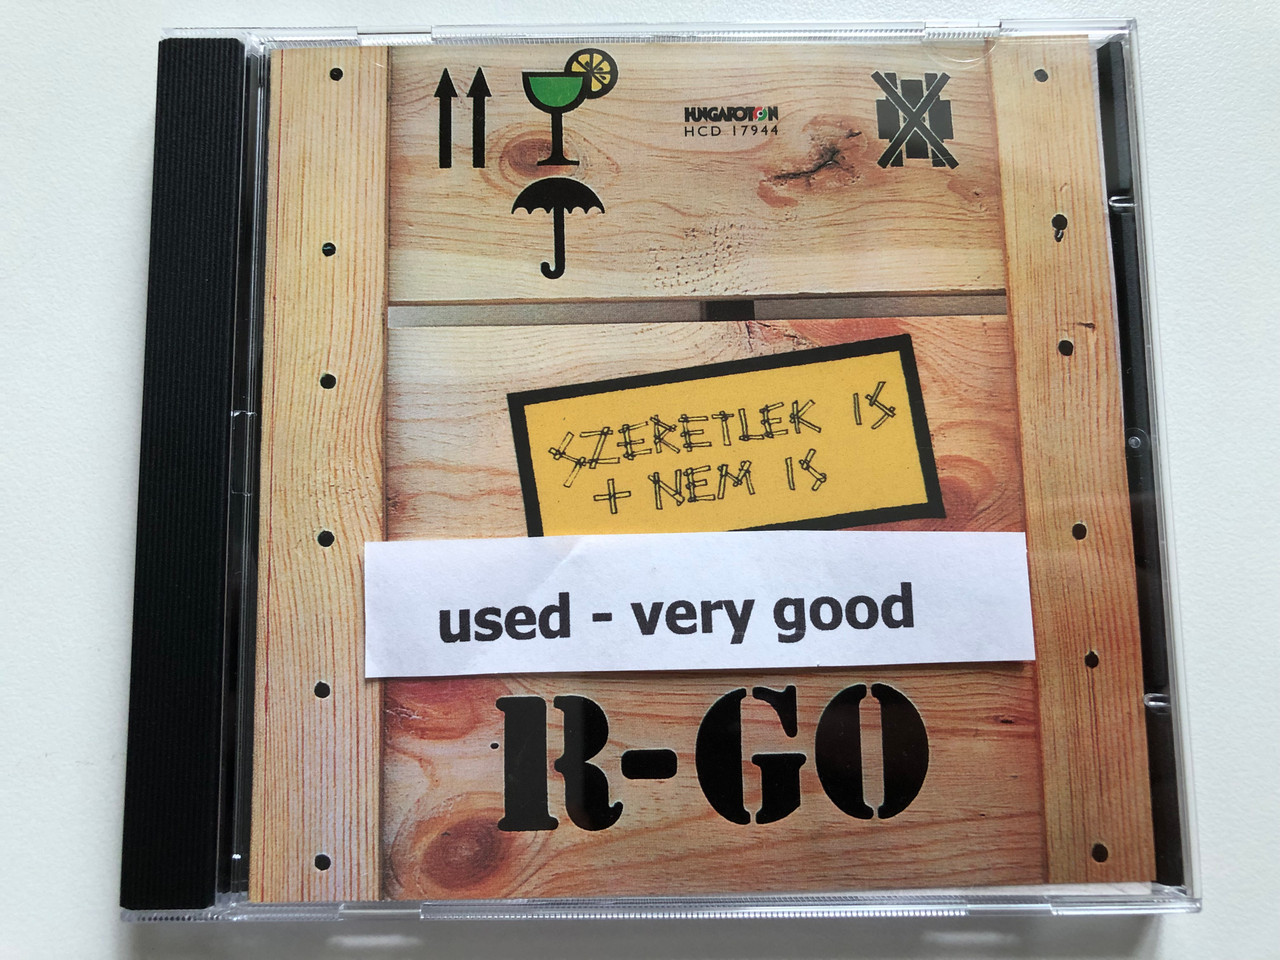 HUNGAROTON
HCD 17944
SZERETLEK IS
+ NEM IS
used - very good
R-GO